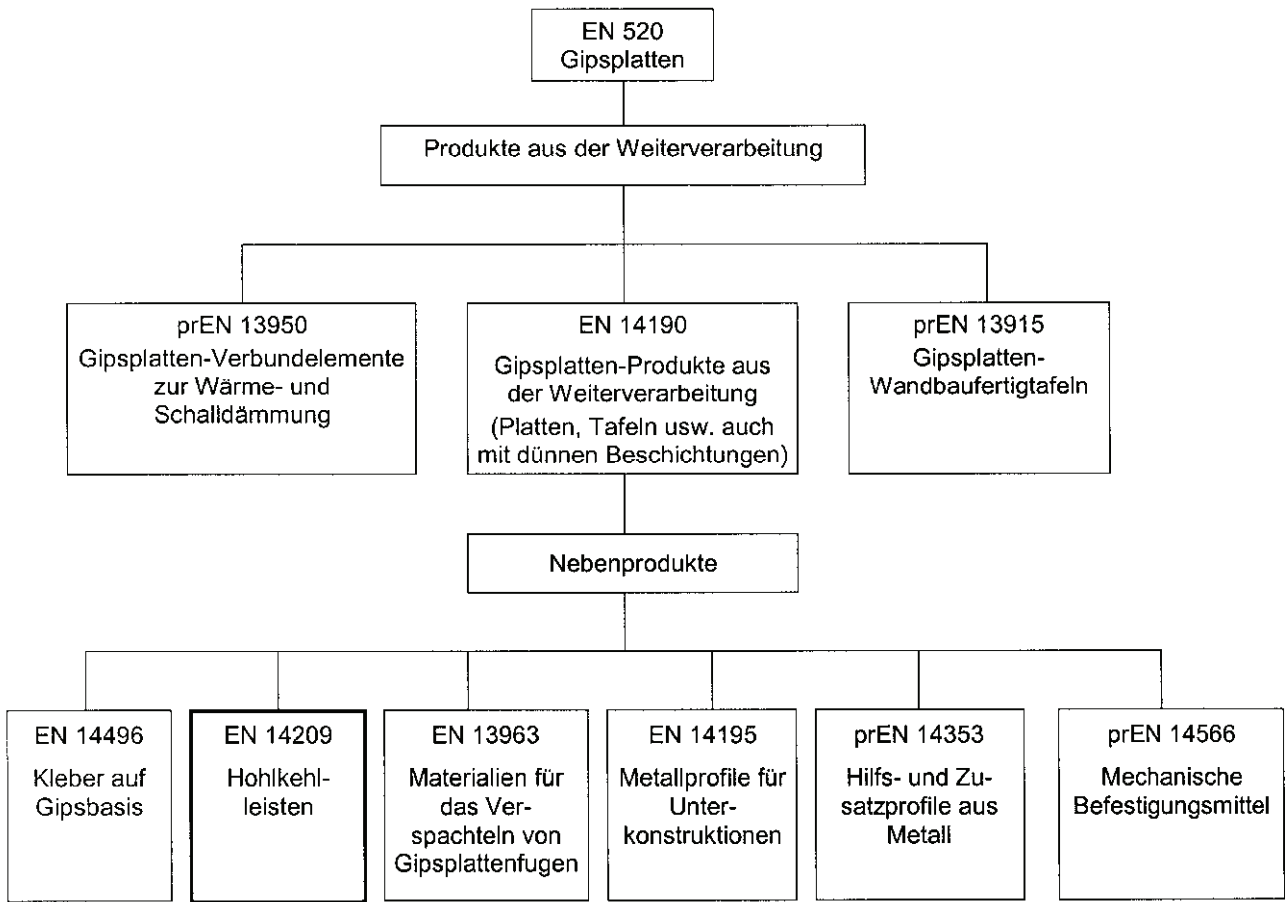 EN 520
Gipsplatten
Produkte aus der Weiterverarbeitung
prEN 13950
Gipsplatten-Verbundelemente
zur Wärme- und
Schalldämmung
EN 14190
Gipsplatten-Produkte aus
der Weiterverarbeitung
(Platten, Tafeln usw. auch
mit dünnen Beschichtungen)
prEN 13915
Gipsplatten-
Wandbaufertigtafeln
Nebenprodukte
EN 14496
Kleber auf
Gipsbasis
EN 14209
Hohlkehl-
leisten
EN 13963
Materialien für
das Ver-
spachteln von
Gipsplattenfugen
EN 14195
Metallprofile für
Unter-
konstruktionen
prEN 14353
Hilfs- und Zu-
satzprofile aus
Metall
prEN 14566
Mechanische
Befestigungsmittel